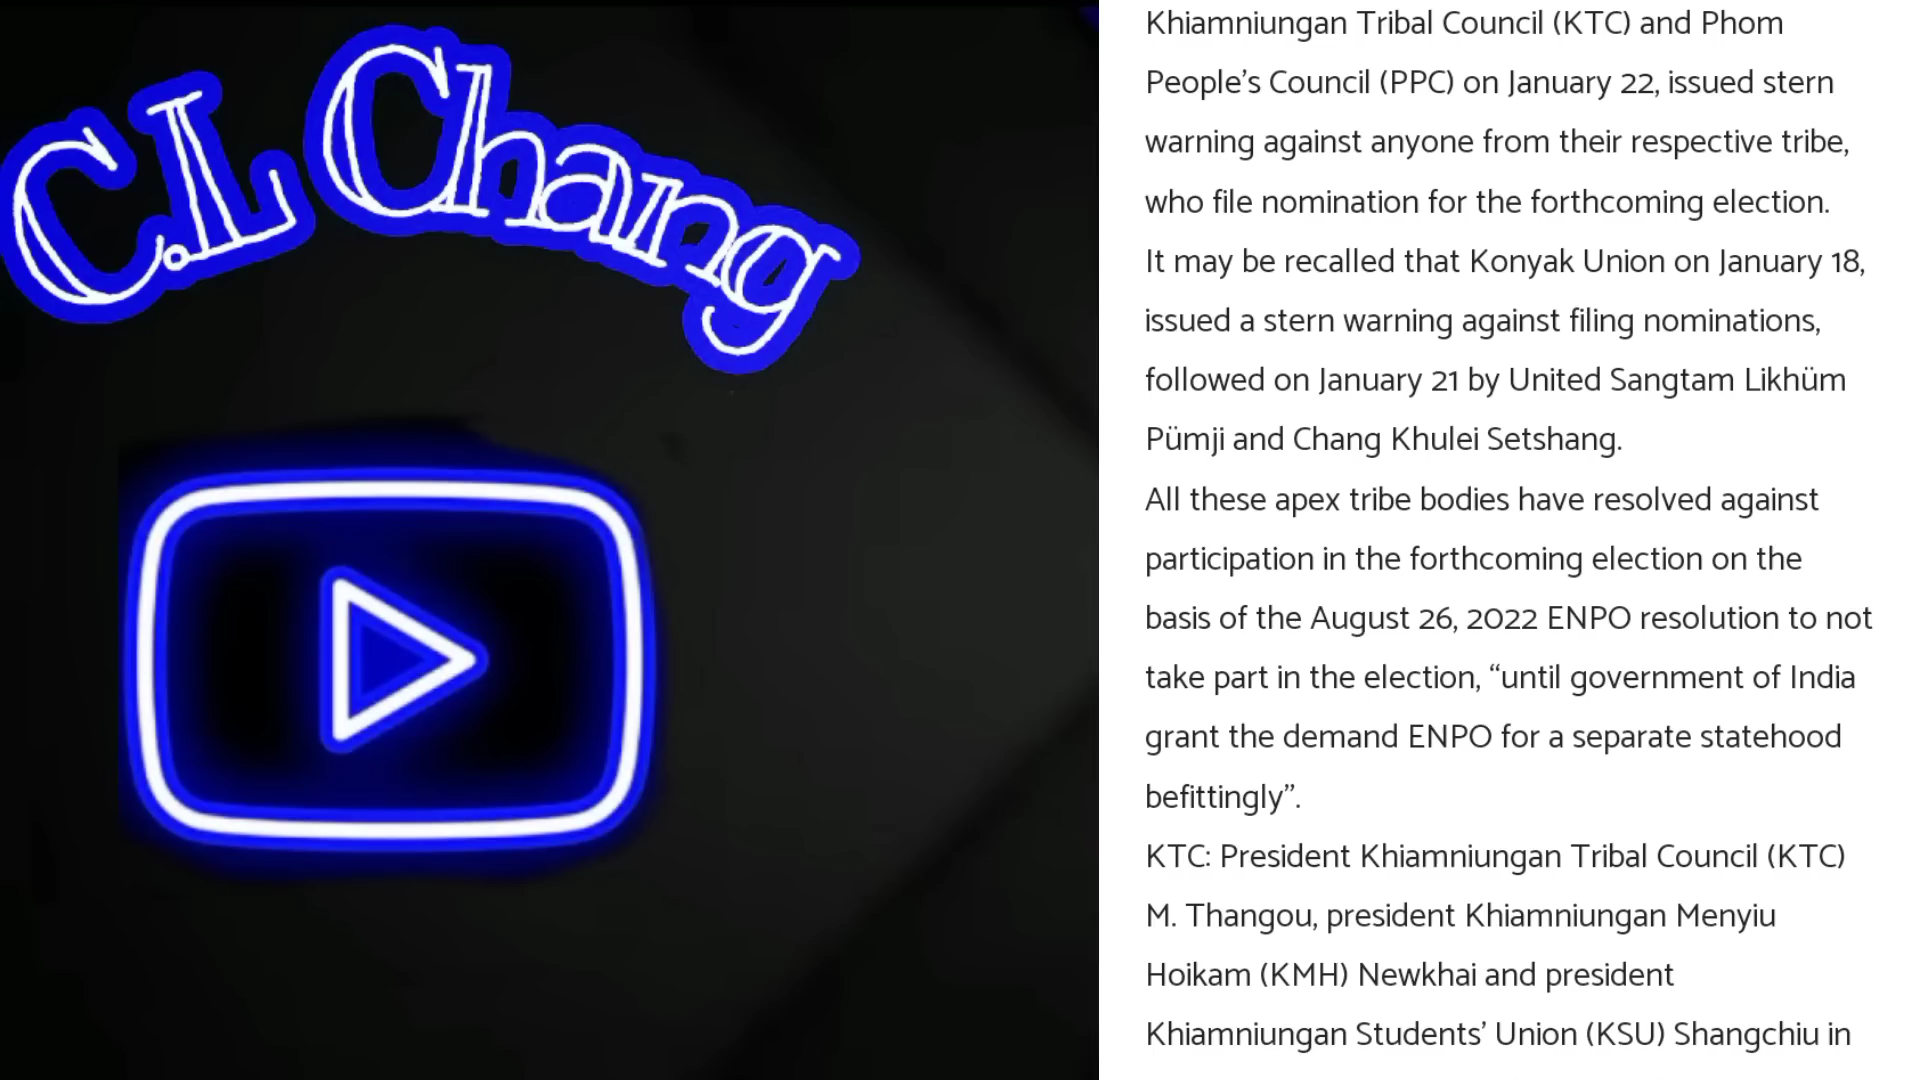 C.L Chang
Khiamniungan Tribal Council (KTC) and Phom
People’s Council (PPC) on January 22, issued stern
warning against anyone from their respective tribe,
who file nomination for the forthcoming election.
It may be recalled that Konyak Union on January 18,
issued a stern warning against filing nominations,
followed on January 21 by United Sangtam Likhüm
Pümji and Chang Khulei Setshang.
All these apex tribe bodies have resolved against
participation in the forthcoming election on the
basis of the August 26, 2022 ENPO resolution to not
take part in the election, “until government of India
grant the demand ENPO for a separate statehood
befittingly”.
KTC: President Khiamniungan Tribal Council (KTC)
M. Thangou, president Khiamniungan Menyiu
Hoikam (KMH) Newkhai and president
Khiamniungan Students’ Union (KSU) Shangchiu in